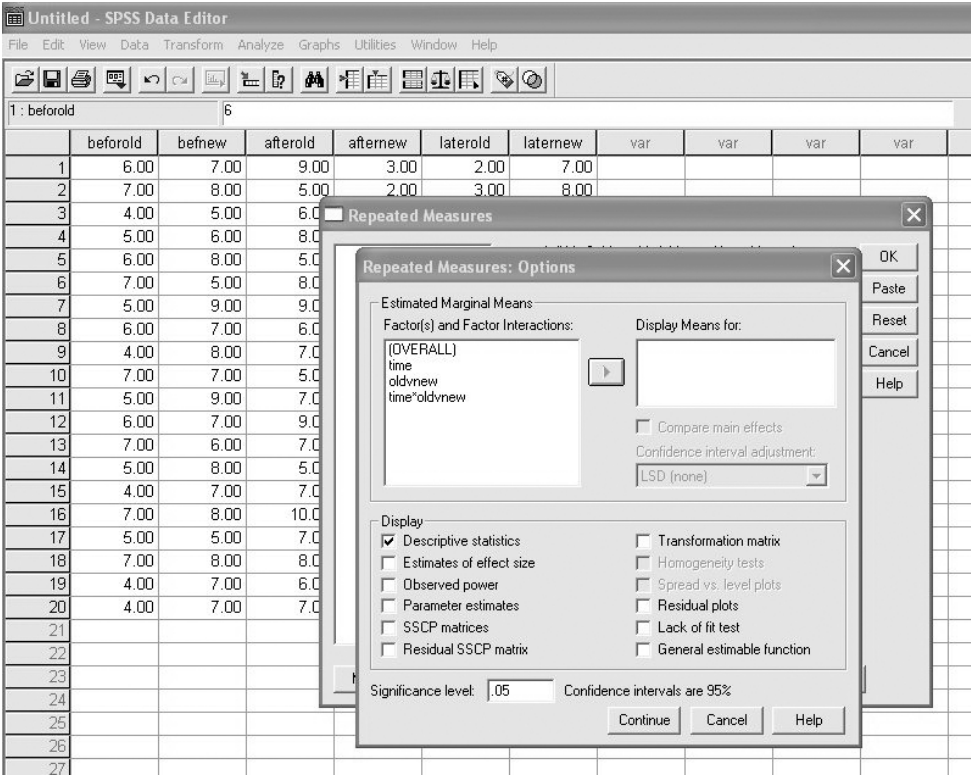 Untitled - SPSS Data Editor
File Edit View Data Transform Analyze Graphs Utilities Window Help
1 : beforold 6
beforold befnew afterold afternew laterold laternew var var var var
1 6.00 7.00 9.00 3.00 2.00 7.00
2 7.00 8.00 5.00 2.00 3.00 8.00
3 4.00 5.00
4 5.00 6.00
5 6.00 8.00
6 7.00 5.00
7 5.00 9.00
8 6.00 7.00
9 4.00 8.00
10 7.00 7.00
11 5.00 9.00
12 6.00 7.00
13 7.00 6.00
14 5.00 8.00
15 4.00 7.00
16 7.00 8.00
17 5.00 5.00
18 7.00 8.00
19 4.00 7.00
20 4.00 7.00
21
22
23
24
25
26
27
Repeated Measures
OK
Paste
Reset
Cancel
Help
Repeated Measures: Options
Estimated Marginal Means
Factor(s) and Factor Interactions:
(OVERALL)
time
oldvnew
time*oldvnew
Display Means for:
Compare main effects
Confidence interval adjustment:
LSD (none)
Display
Descriptive statistics
Estimates of effect size
Observed power
Parameter estimates
SSCP matrices
Residual SSCP matrix
Transformation matrix
Homogeneity tests
Spread vs. level plots
Residual plots
Lack of fit test
General estimable function
Significance level: .05 Confidence intervals are 95%
Continue Cancel Help